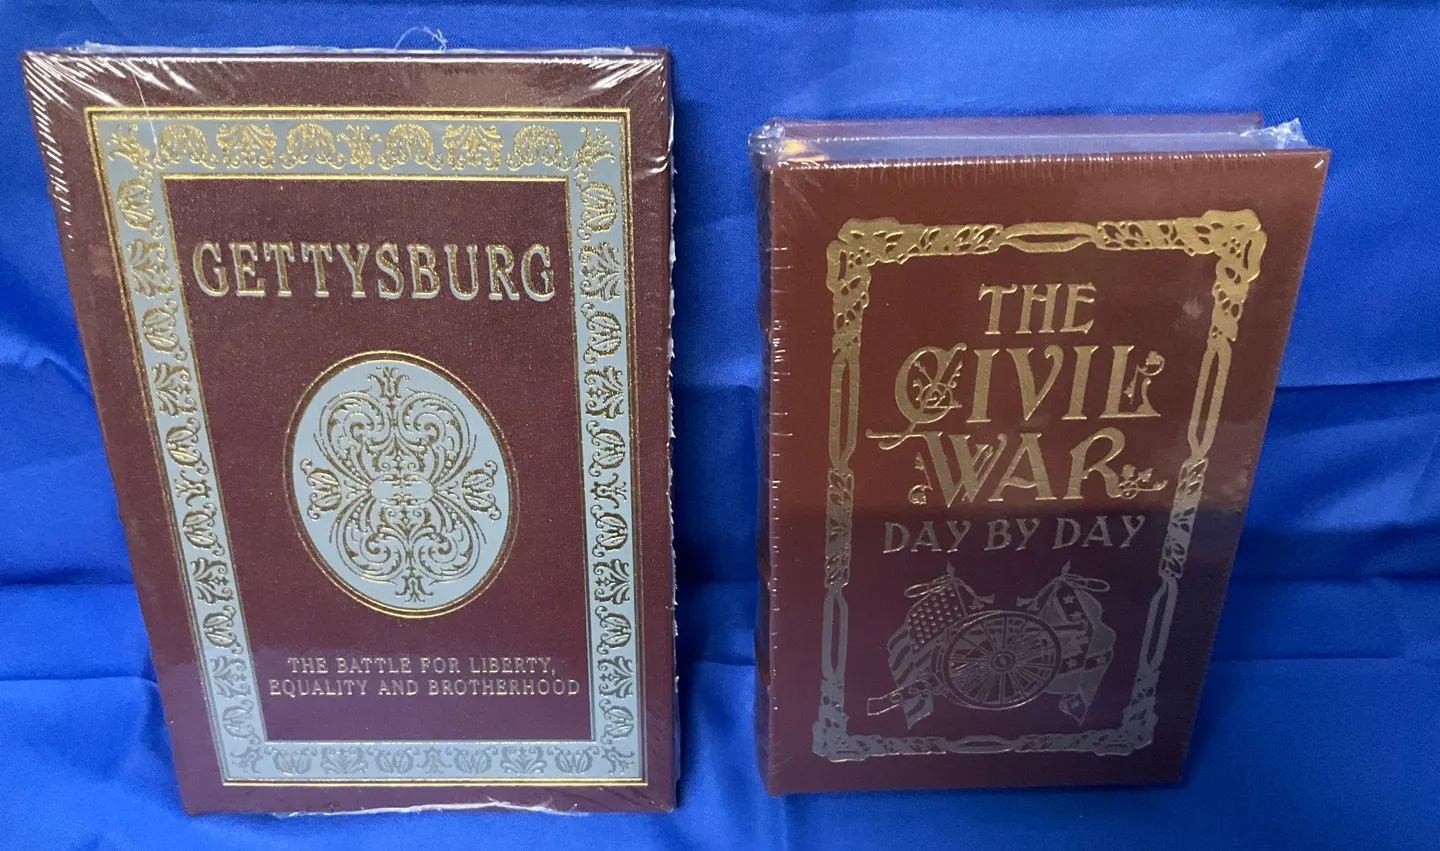 GETTYSBURG
THE BATTLE FOR LIBERTY,
EQUALITY AND BROTHERHOOD
THE
CIVIL
WAR
DAY BY DAY